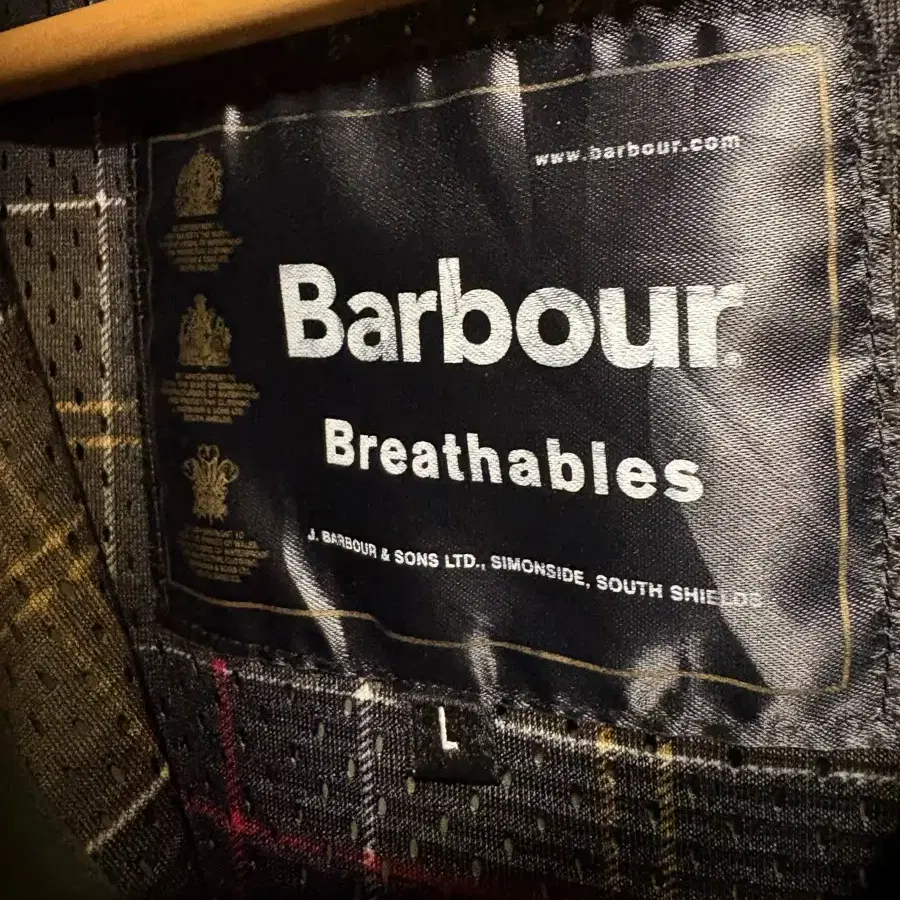 www.barbour.com
Barbour.
Breathables
J. BARBOUR & SONS LTD., SIMONSIDE, SOUTH SHIELDS
L